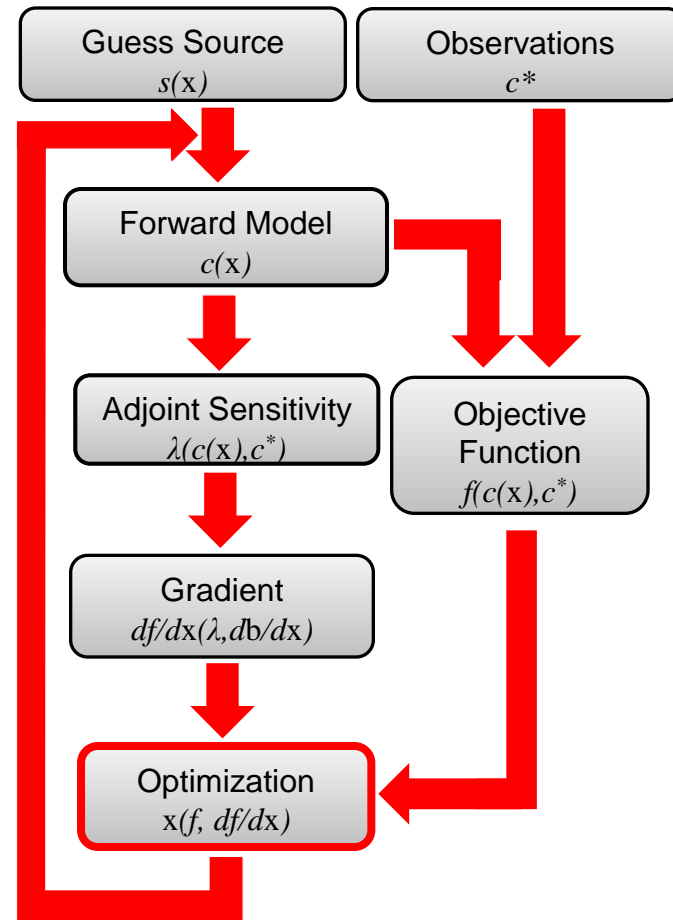 Guess Source
s(x)
Observations
c*
Forward Model
c(x)
Adjoint Sensitivity
λ(c(x),c*)
Objective
Function
f(c(x),c*)
Gradient
df/dx(λ,db/dx)
Optimization
x(f, df/dx)